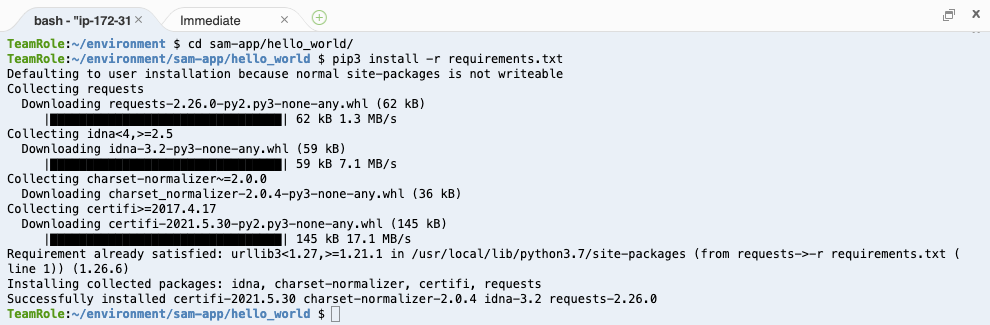 bash - "ip-172-31
Immediate
TeamRole:~/environment $ cd sam-app/hello_world/
TeamRole:~/environment/sam-app/hello_world $ pip3 install -r requirements.txt
Defaulting to user installation because normal site-packages is not writeable
Collecting requests
  Downloading requests-2.26.0-py2.py3-none-any.whl (62 kB)
     |████████████████████████████████| 62 kB 1.3 MB/s
Collecting idna<4,>=2.5
  Downloading idna-3.2-py3-none-any.whl (59 kB)
     |████████████████████████████████| 59 kB 7.1 MB/s
Collecting charset-normalizer~=2.0.0
  Downloading charset_normalizer-2.0.4-py3-none-any.whl (36 kB)
Collecting certifi>=2017.4.17
  Downloading certifi-2021.5.30-py2.py3-none-any.whl (145 kB)
     |████████████████████████████████| 145 kB 17.1 MB/s
Requirement already satisfied: urllib3<1.27,>=1.21.1 in /usr/local/lib/python3.7/site-packages (from requests->-r requirements.txt (
line 1)) (1.26.6)
Installing collected packages: idna, charset-normalizer, certifi, requests
Successfully installed certifi-2021.5.30 charset-normalizer-2.0.4 idna-3.2 requests-2.26.0
TeamRole:~/environment/sam-app/hello_world $